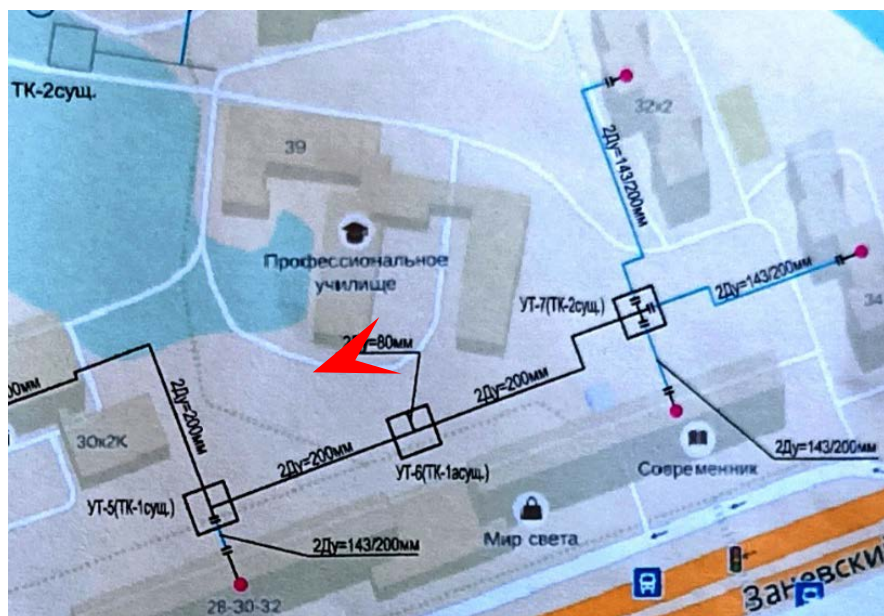 ТК-2сущ.
32к2
39
2Ду=143/200мм
Профессиональное
училище
2Ду=143/200мм
УТ-7(ТК-2сущ.)
34
2Ду=80мм
00мм
2Ду=200мм
2Ду=200мм
30к2К
2Ду=200мм
2Ду=143/200мм
Современник
УТ-6(ТК-1асущ.)
УТ-5(ТК-1сущ.)
Мир света
2Ду=143/200мм
Заневский
28-30-32